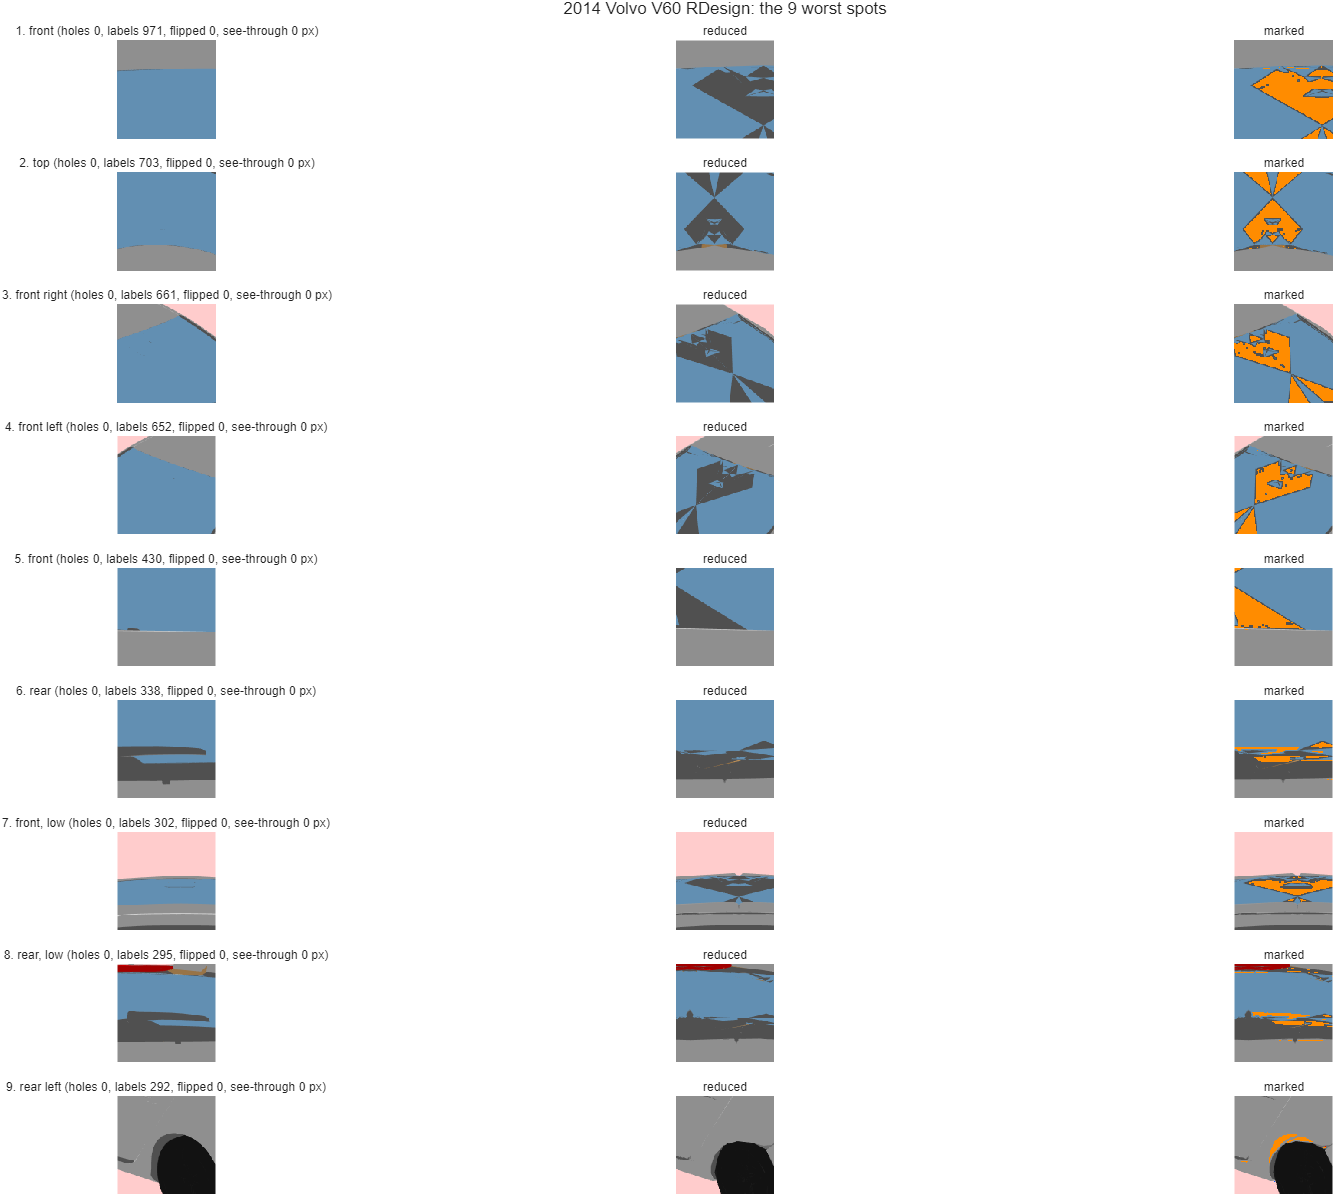 2014 Volvo V60 RDesign: the 9 worst spots
1. front (holes 0, labels 971, flipped 0, see-through 0 px)
reduced
marked
2. top (holes 0, labels 703, flipped 0, see-through 0 px)
reduced
marked
3. front right (holes 0, labels 661, flipped 0, see-through 0 px)
reduced
marked
4. front left (holes 0, labels 652, flipped 0, see-through 0 px)
reduced
marked
5. front (holes 0, labels 430, flipped 0, see-through 0 px)
reduced
marked
6. rear (holes 0, labels 338, flipped 0, see-through 0 px)
reduced
marked
7. front, low (holes 0, labels 302, flipped 0, see-through 0 px)
reduced
marked
8. rear, low (holes 0, labels 295, flipped 0, see-through 0 px)
reduced
marked
9. rear left (holes 0, labels 292, flipped 0, see-through 0 px)
reduced
marked